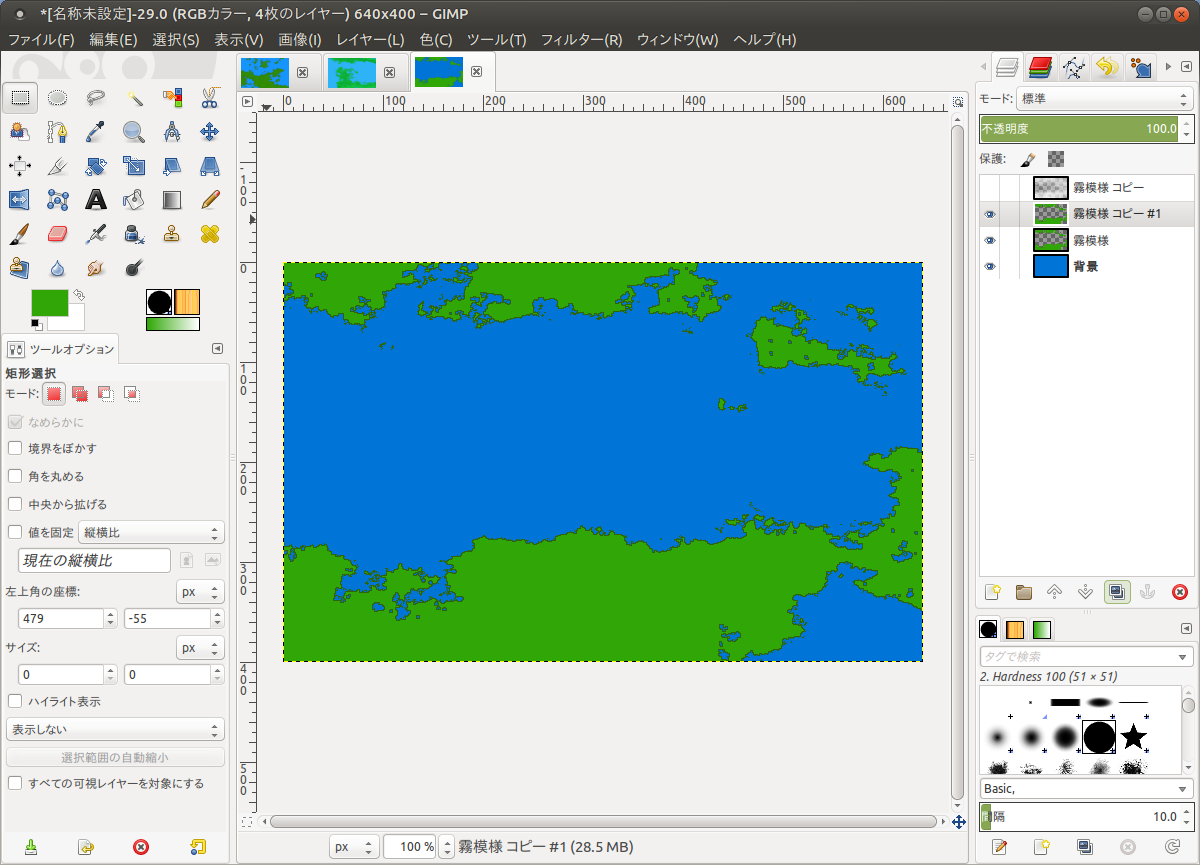 *[名称未設定]-29.0 (RGBカラー, 4枚のレイヤー) 640x400 – GIMP
ファイル(F) 編集(E) 選択(S) 表示(V) 画像(I) レイヤー(L) 色(C) ツール(T) フィルター(R) ウィンドウ(W) ヘルプ(H)
ツールオプション
矩形選択
モード:
なめらかに
境界をぼかす
角を丸める
中央から拡げる
値を固定 縦横比
現在の縦横比
左上角の座標: px
479 -55
サイズ: px
0 0
ハイライト表示
表示しない
選択範囲の自動縮小
すべての可視レイヤーを対象にする
0 100 200 300 400 500 600
-100
0
100
200
300
400
500
px 100 % 霧模様 コピー #1 (28.5 MB)
モード: 標準
不透明度 100.0
保護:
霧模様 コピー
霧模様 コピー #1
霧模様
背景
タグで検索
2. Hardness 100 (51 × 51)
Basic,
間隔 10.0